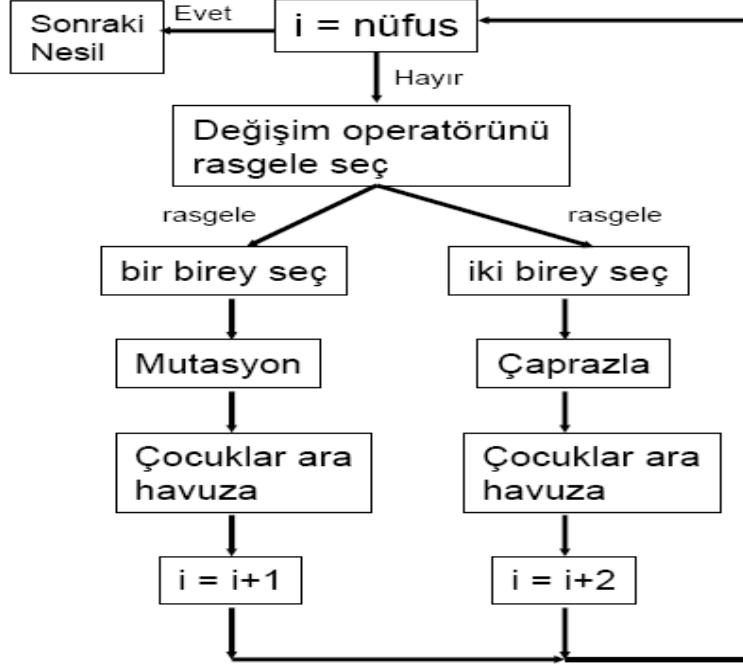 Sonraki
Nesil
Evet
i = nüfus
Hayır
Değişim operatörünü
rasgele seç
rasgele
rasgele
bir birey seç
iki birey seç
Mutasyon
Çaprazla
Çocuklar ara
havuza
Çocuklar ara
havuza
i = i+1
i = i+2